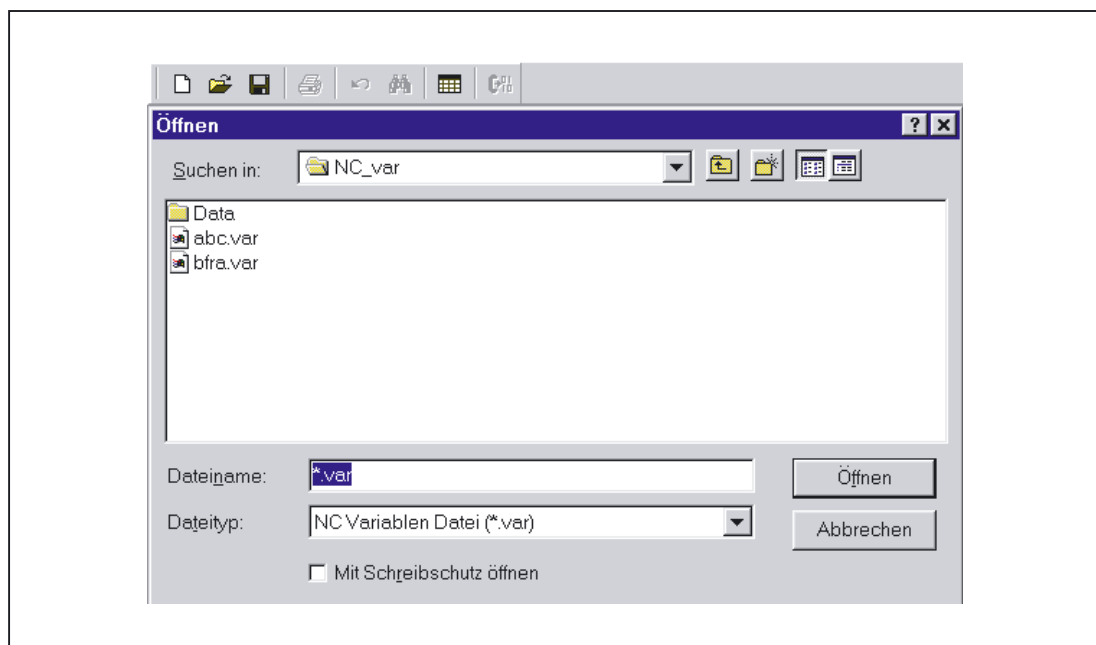 Öffnen
Suchen in:
NC_var
Data
abc.var
bfra.var
Dateiname:
*.var
Öffnen
Dateityp:
NC Variablen Datei (*.var)
Abbrechen
Mit Schreibschutz öffnen